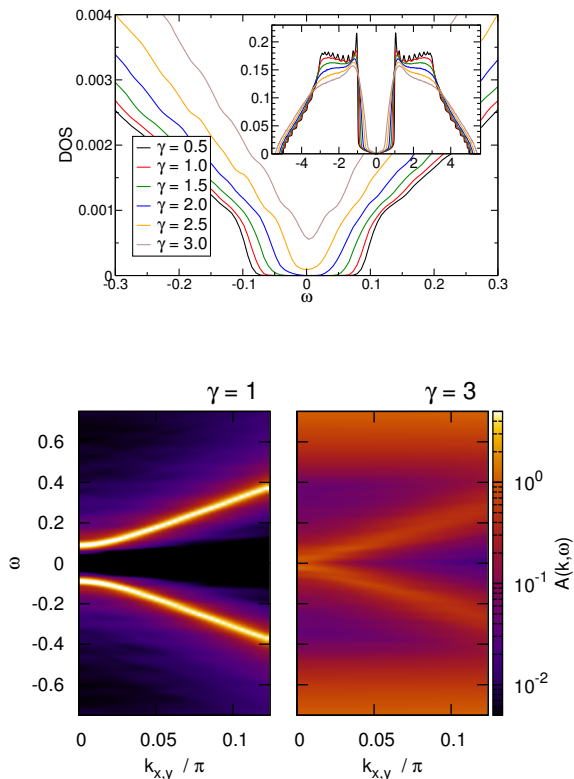 0.004
0.003
0.002
0.001
0
DOS
-0.3 -0.2 -0.1 0 0.1 0.2 0.3
ω
γ = 0.5
γ = 1.0
γ = 1.5
γ = 2.0
γ = 2.5
γ = 3.0
0.2
0.15
0.1
0.05
0
-4 -2 0 2 4
ω
γ = 1
γ = 3
0.6
0.4
0.2
0
-0.2
-0.4
-0.6
ω
0 0.05 0.1
k_{x,y} / π
0 0.05 0.1
k_{x,y} / π
10^0
10^{-1}
10^{-2}
A(k,ω)